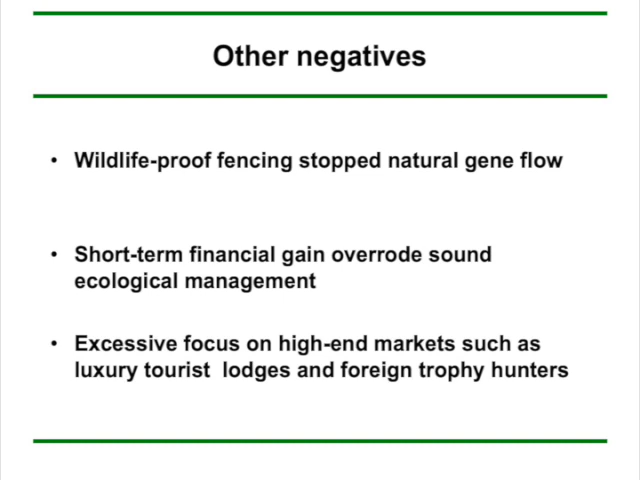 Other negatives
• Wildlife-proof fencing stopped natural gene flow
• Short-term financial gain overrode sound
ecological management
• Excessive focus on high-end markets such as
luxury tourist  lodges and foreign trophy hunters